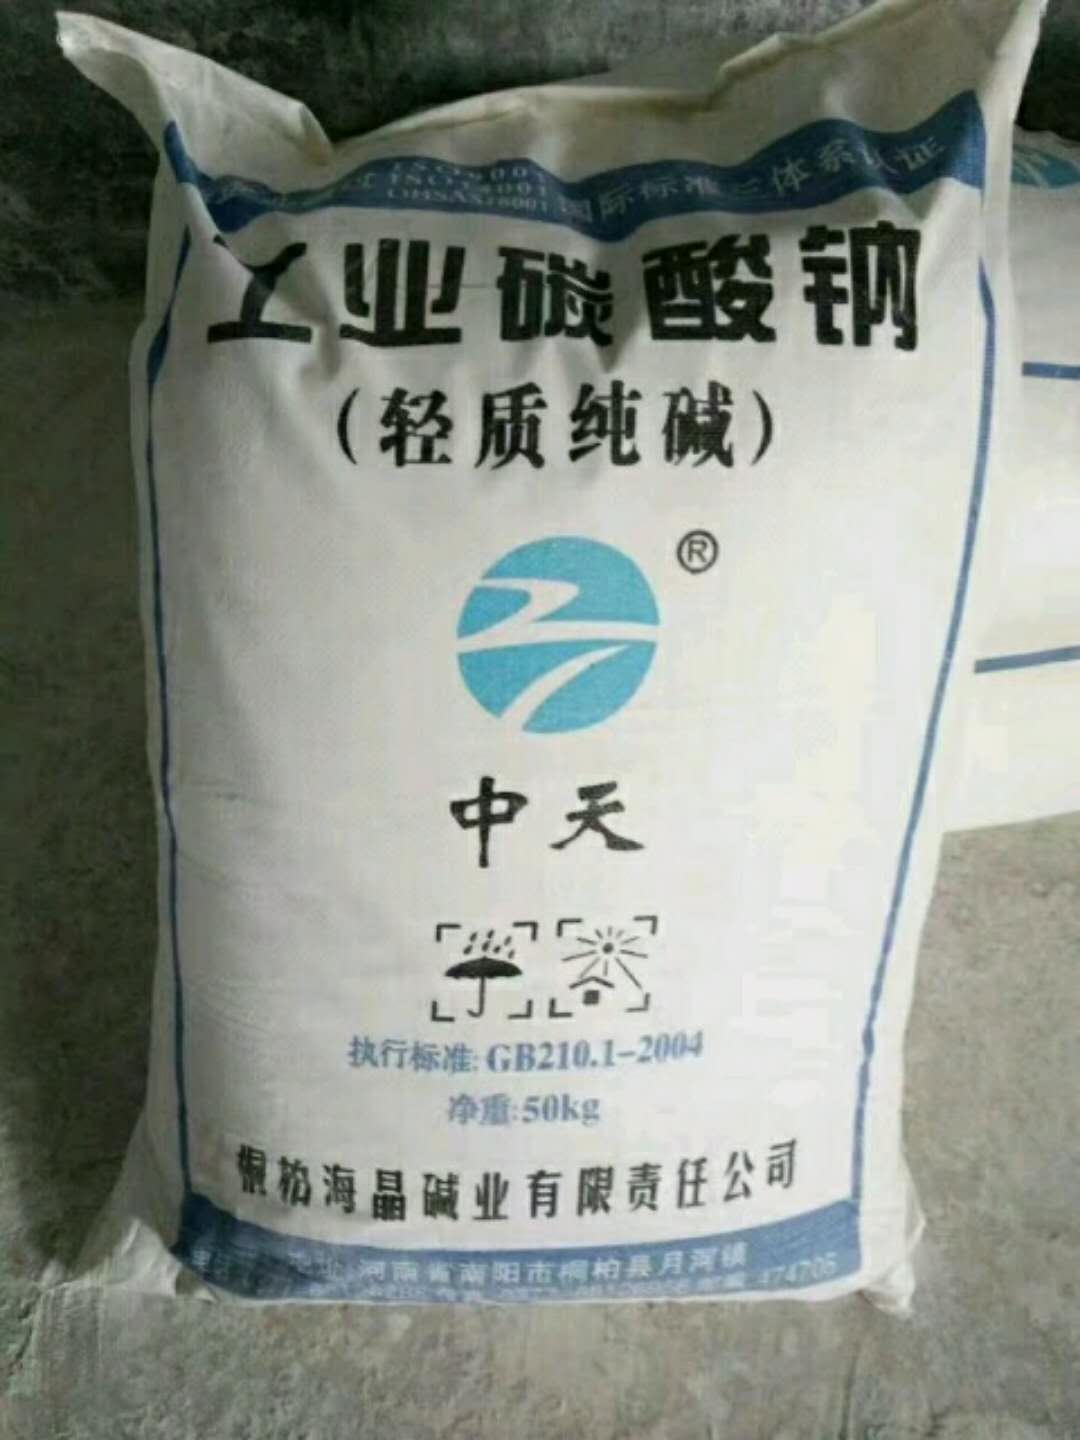 ISO9001
ISO14001
OHSAS18001 国际标准三体系认证
工业碳酸钠
(轻质纯碱)
®
中天
执行标准: GB210.1-2004
净重: 50kg
桐柏海晶碱业有限责任公司
河南省南阳市桐柏县月河镇
474705